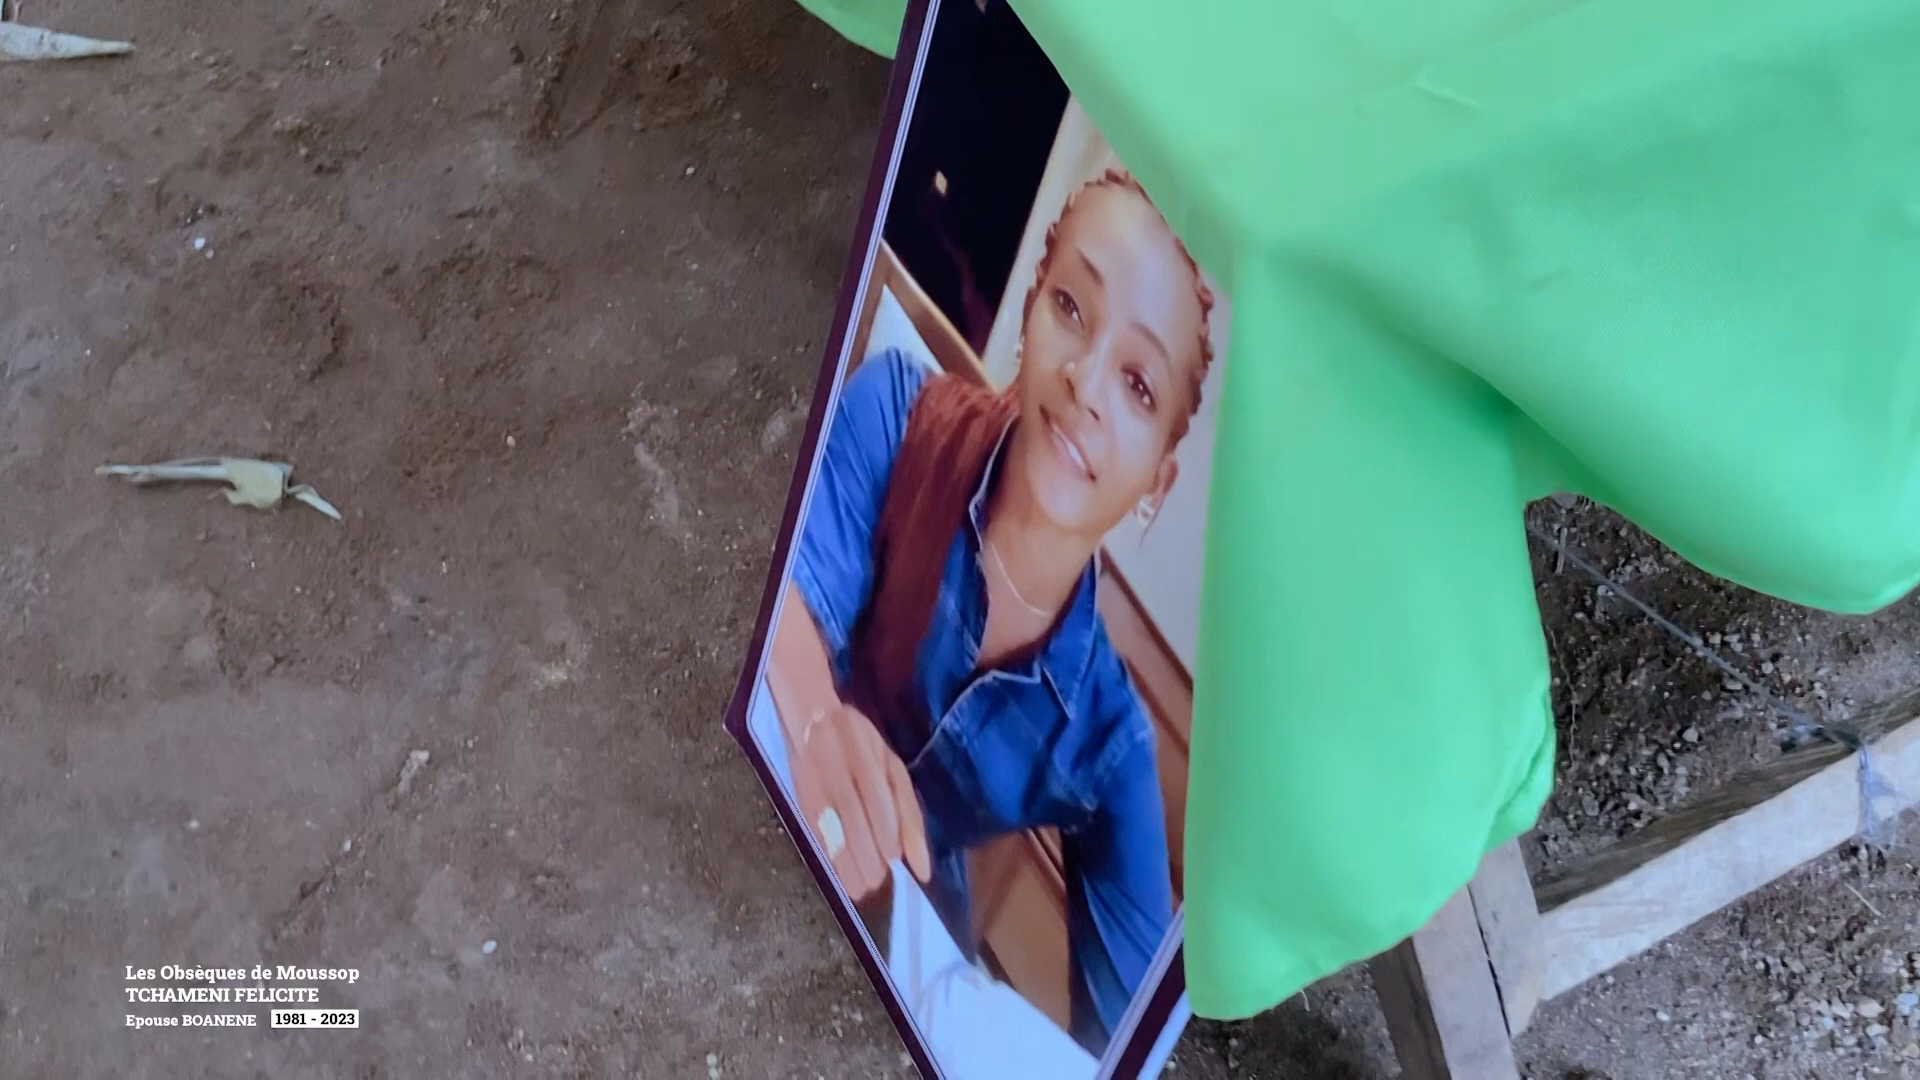 Les Obsèques de Moussop
TCHAMENI FELICITE
Epouse BOANENE 1981 - 2023